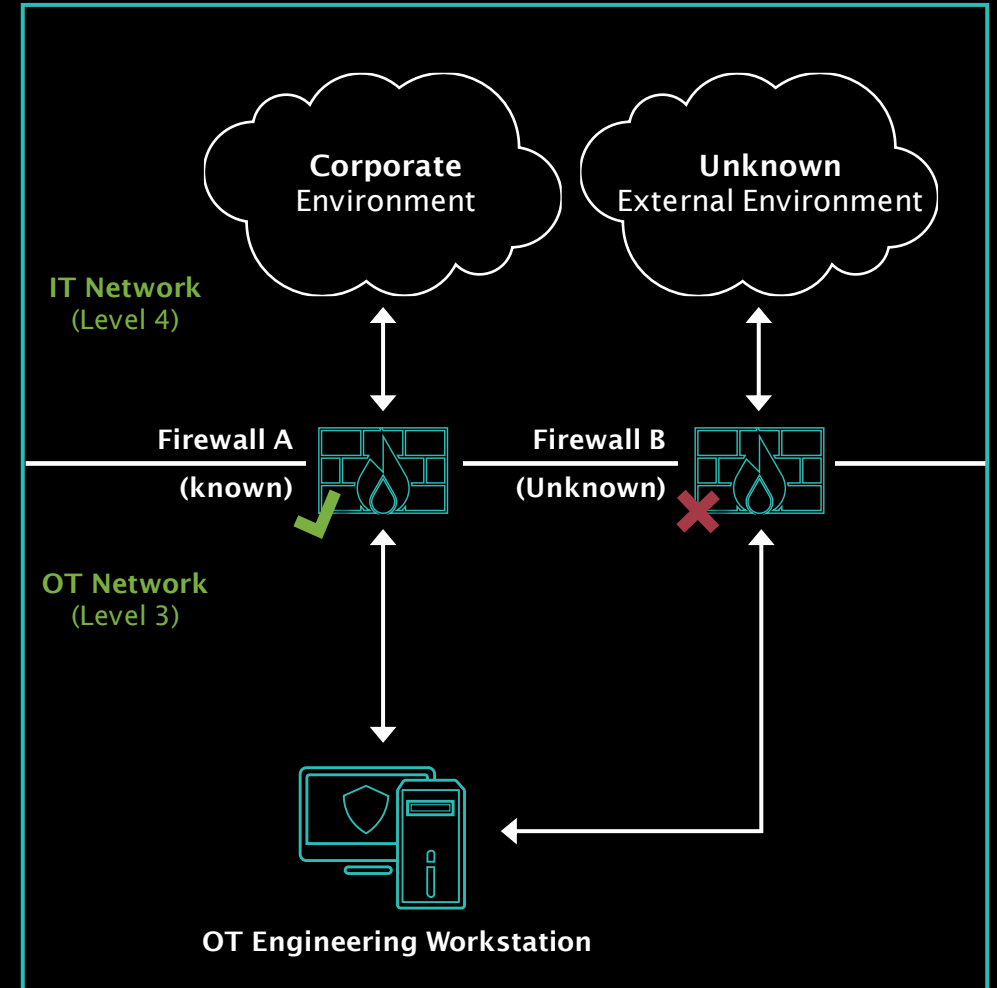 Corporate
Environment
Unknown
External Environment
IT Network
(Level 4)
Firewall A
(known)
Firewall B
(Unknown)
OT Network
(Level 3)
OT Engineering Workstation